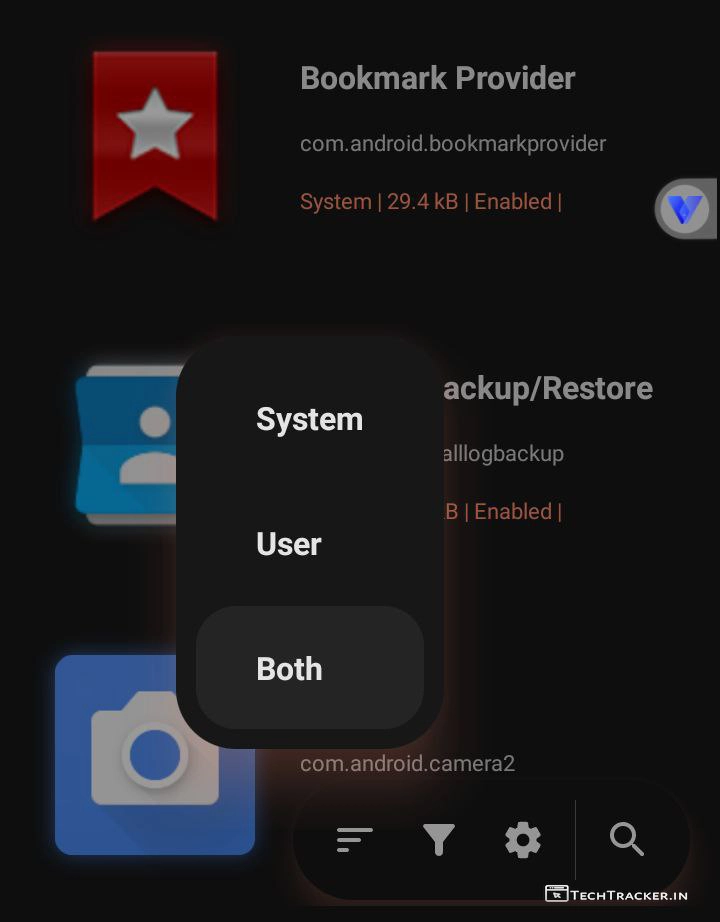 Bookmark Provider
com.android.bookmarkprovider
System | 29.4 kB | Enabled |
ackup/Restore
alllogbackup
B | Enabled |
System
User
Both
com.android.camera2
TECHTRACKER.IN